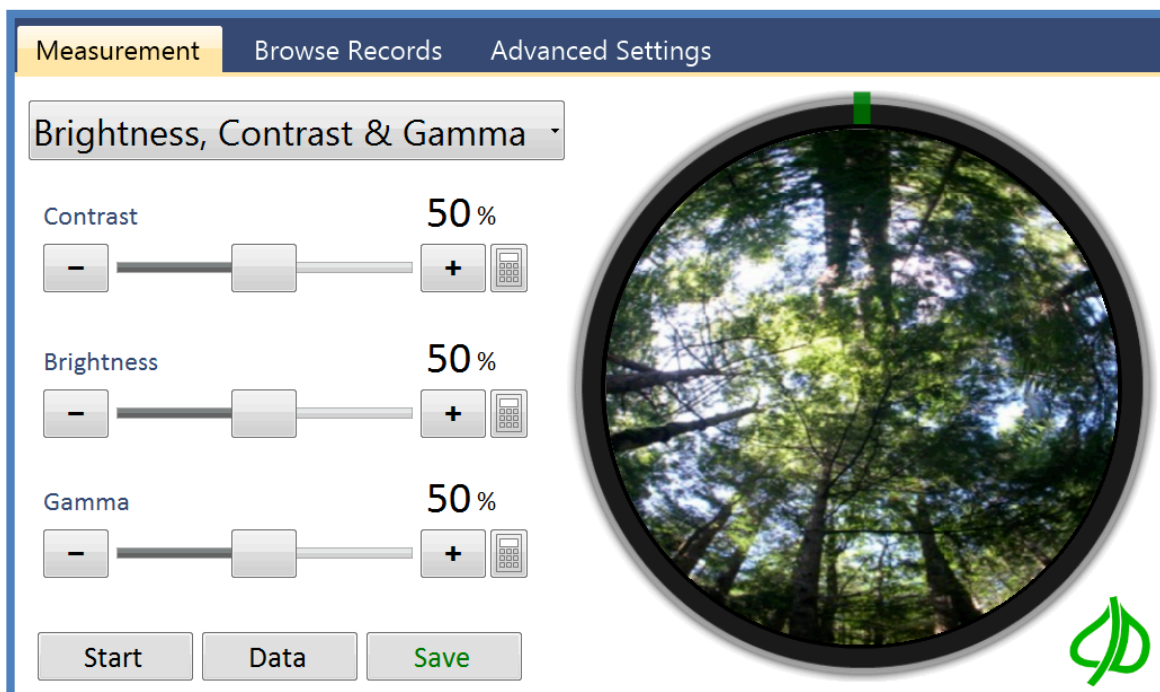 Measurement Browse Records Advanced Settings
Brightness, Contrast & Gamma
Contrast 50 %
− +
Brightness 50 %
− +
Gamma 50 %
− +
Start Data Save